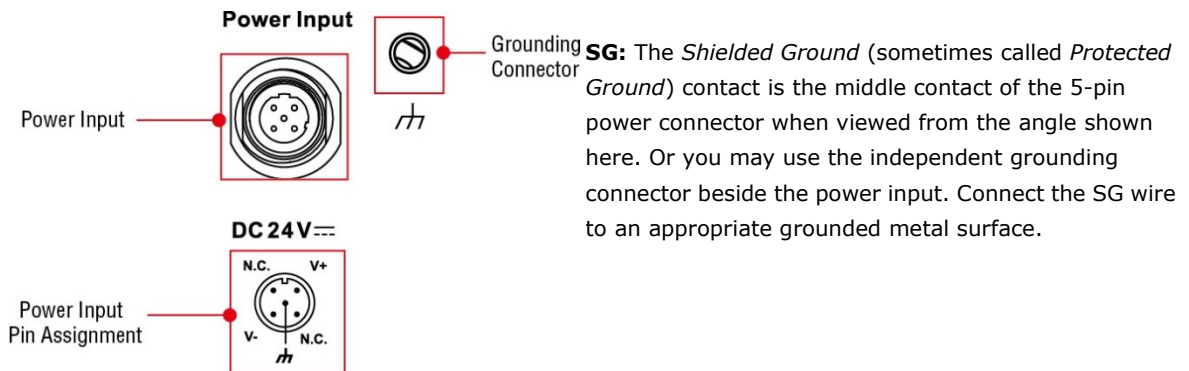 Power Input
Grounding
Connector
Power Input
SG: The Shielded Ground (sometimes called Protected
Ground) contact is the middle contact of the 5-pin
power connector when viewed from the angle shown
here. Or you may use the independent grounding
connector beside the power input. Connect the SG wire
to an appropriate grounded metal surface.
DC 24 V⎓
N.C. V+
Power Input
Pin Assignment
V- N.C.